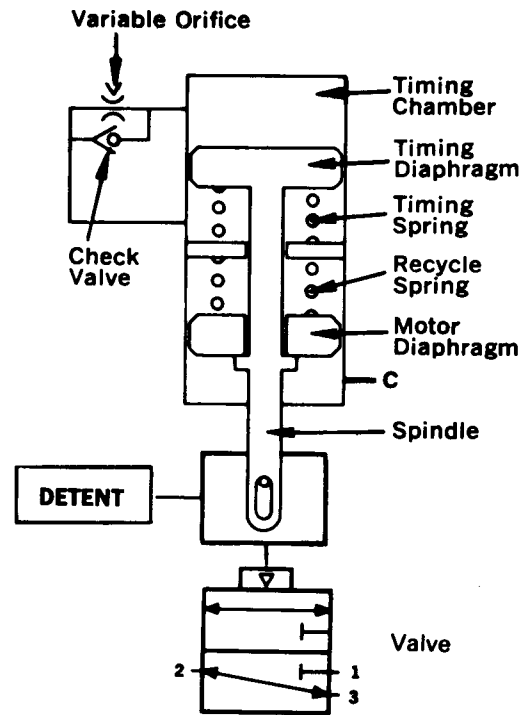 Variable Orifice
Timing
Chamber
Timing
Diaphragm
Timing
Spring
Check
Valve
Recycle
Spring
Motor
Diaphragm
C
Spindle
DETENT
Valve
2
1
3